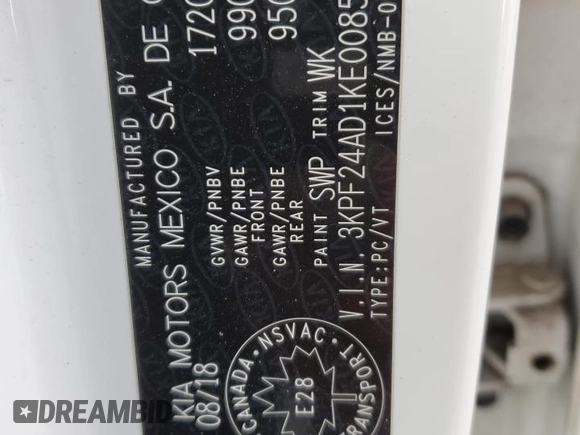 MANUFACTURED BY
KIA MOTORS MEXICO S.A. DE
08/18
GVWR/PNBV
GAWR/PNBE
FRONT
GAWR/PNBE
REAR
PAINT SWP TRIM WK
V.I.N. 3KPF24AD1KE0085
TYPE:PC/VT ICES/NMB-0
CANADA · NSVAC ·
E28
TRANSPORT
KIA
DREAMBID